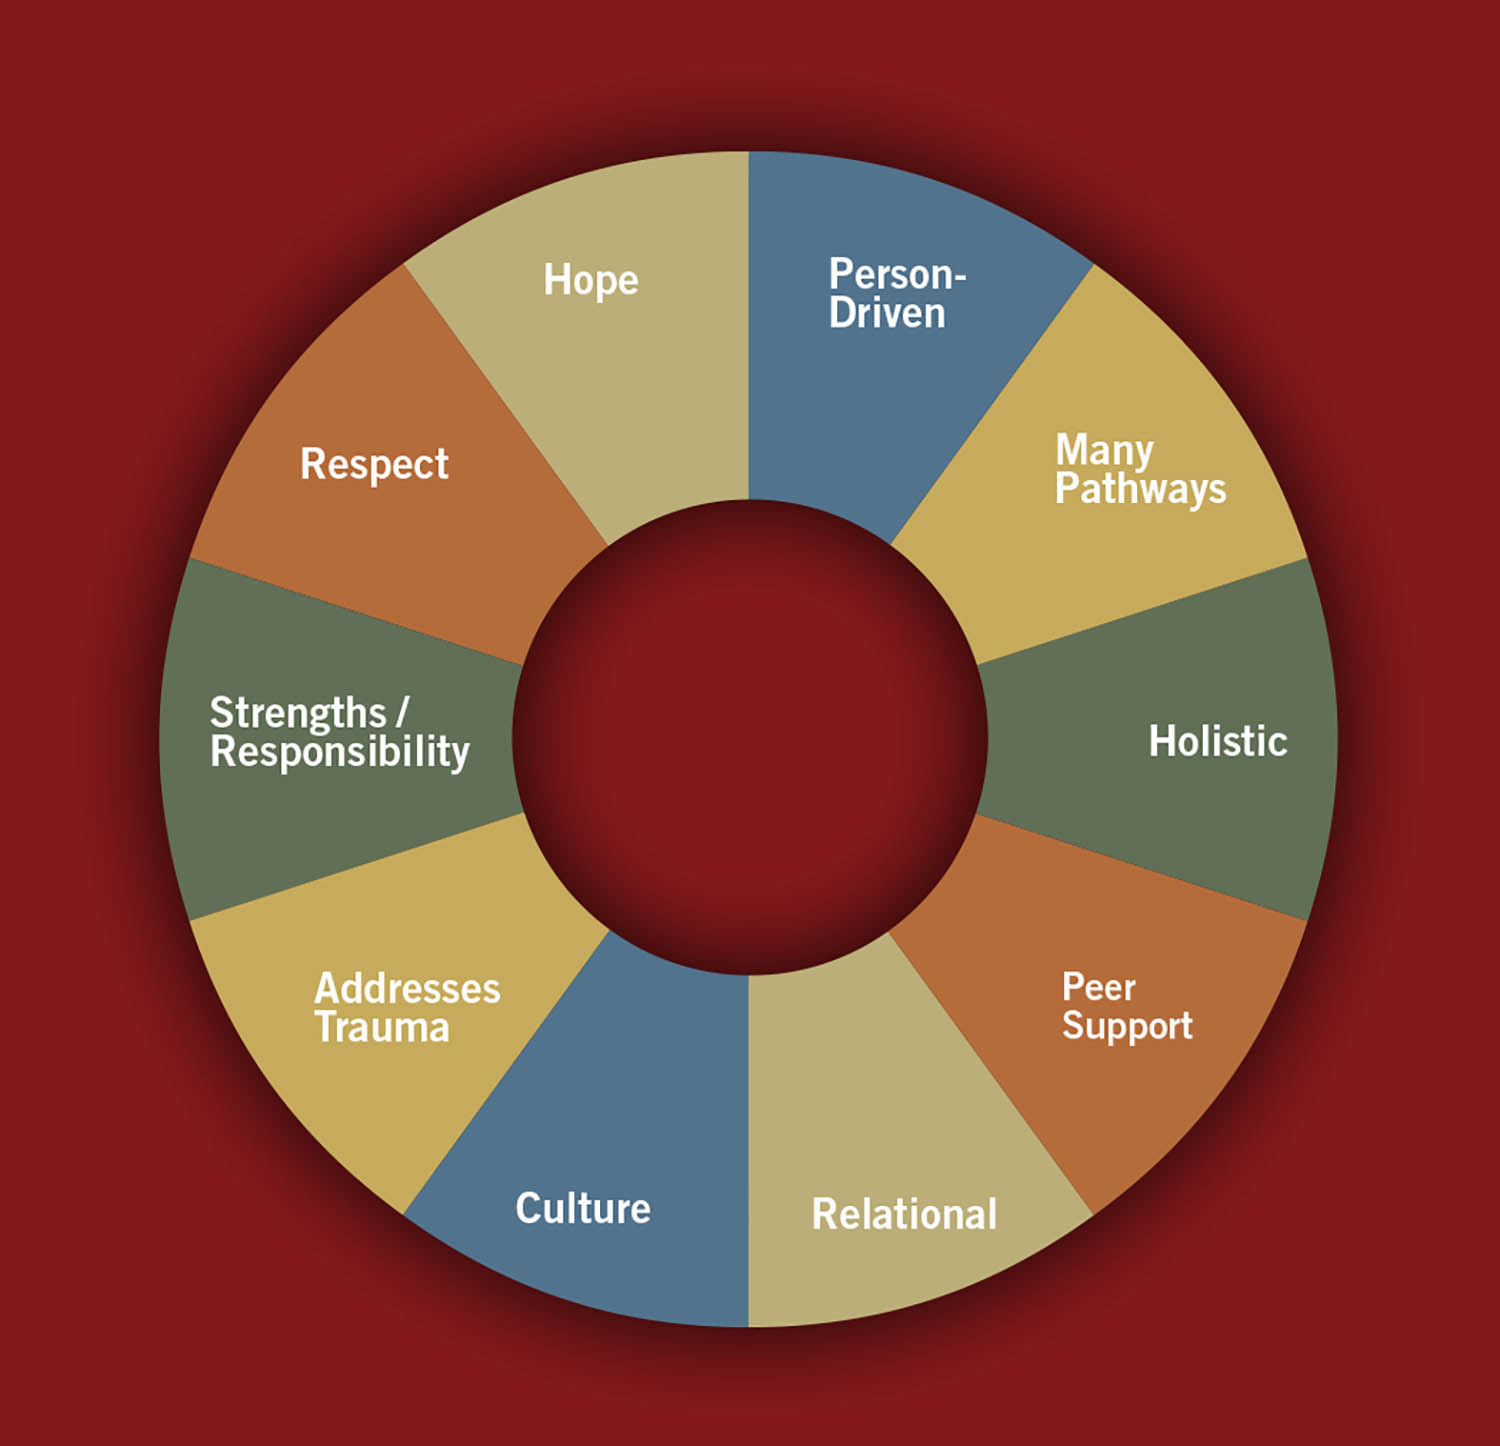 Hope
Person-
Driven
Many
Pathways
Holistic
Peer
Support
Relational
Culture
Addresses
Trauma
Strengths /
Responsibility
Respect